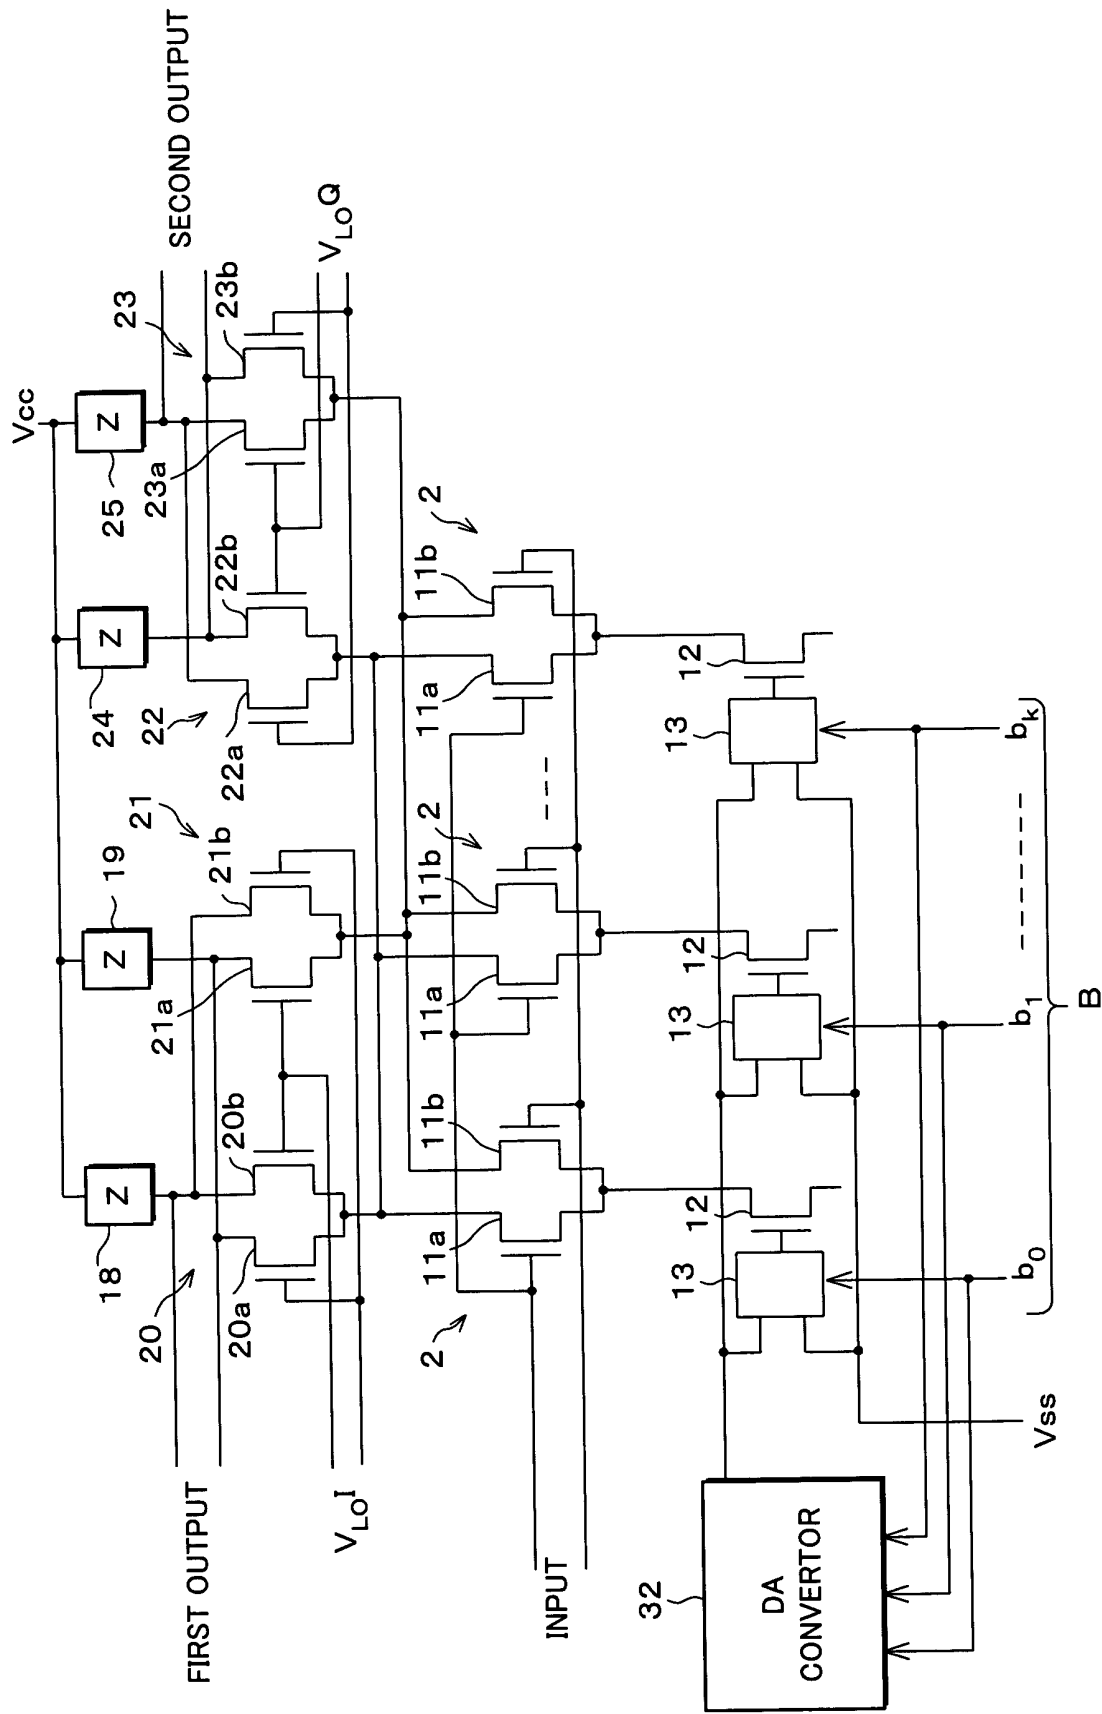 Vcc
SECOND OUTPUT
18
Z
19
Z
24
Z
25
Z
20
20a
20b
21
21a
21b
22
22a
22b
23
23a
23b
FIRST OUTPUT
VLOI
VLOQ
2
11a
11b
2
11a
11b
2
11a
11b
INPUT
12
13
12
13
12
13
32
DA CONVERTOR
Vss
b0
b1
bk
B